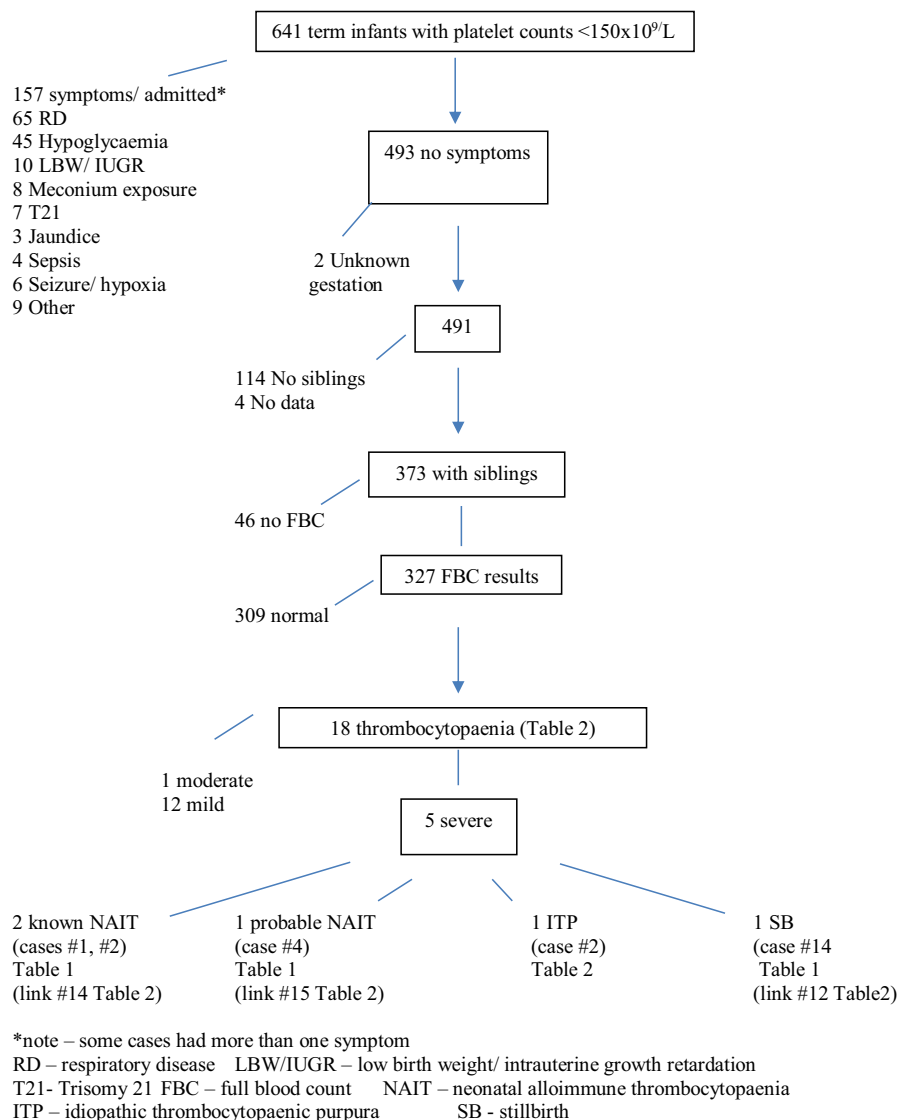 641 term infants with platelet counts <150x10⁹/L
157 symptoms/ admitted*
65 RD
45 Hypoglycaemia
10 LBW/ IUGR
8 Meconium exposure
7 T21
3 Jaundice
4 Sepsis
6 Seizure/ hypoxia
9 Other
493 no symptoms
2 Unknown
gestation
491
114 No siblings
4 No data
373 with siblings
46 no FBC
327 FBC results
309 normal
18 thrombocytopaenia (Table 2)
1 moderate
12 mild
5 severe
2 known NAIT
(cases #1, #2)
Table 1
(link #14 Table 2)
1 probable NAIT
(case #4)
Table 1
(link #15 Table 2)
1 ITP
(case #2)
Table 2
1 SB
(case #14
Table 1
(link #12 Table2)
*note – some cases had more than one symptom
RD – respiratory disease LBW/IUGR – low birth weight/ intrauterine growth retardation
T21- Trisomy 21 FBC – full blood count NAIT – neonatal alloimmune thrombocytopaenia
ITP – idiopathic thrombocytopaenic purpura SB - stillbirth